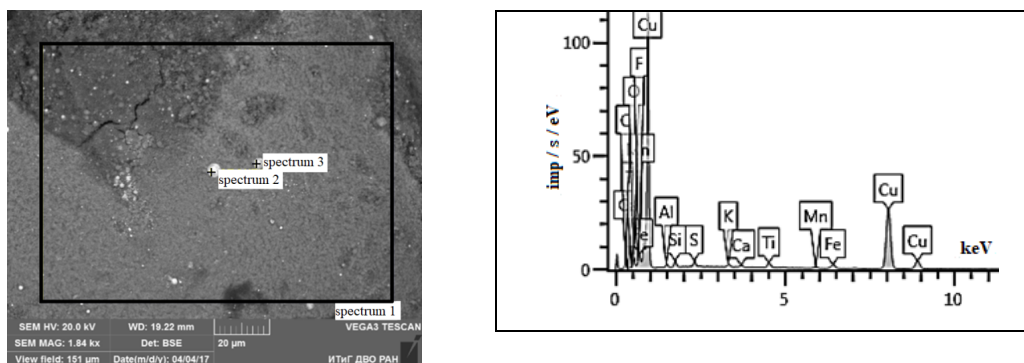 spectrum 3
spectrum 2
spectrum 1
SEM HV: 20.0 kV WD: 19.22 mm VEGA3 TESCAN
SEM MAG: 1.84 kx Det: BSE 20 µm
View field: 151 µm Date(m/d/y): 04/04/17 ИТиГ ДВО РАН
imp / s / eV
100
50
0
Cu
F
O
C
n
C
e
Al
Si
S
K
Ca
Ti
Mn
Fe
Cu
Cu
keV
0 5 10